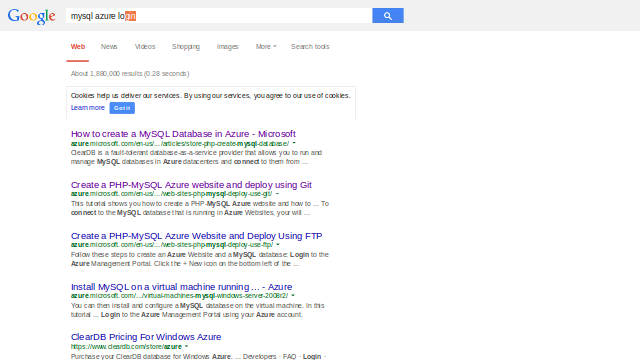 Google mysql azure login
Web News Videos Shopping Images More Search tools
About 1,880,000 results (0.28 seconds)
Cookies help us deliver our services. By using our services, you agree to our use of cookies.
Learn more Got it
How to create a MySQL Database in Azure - Microsoft
azure.microsoft.com/en-us/.../articles/store-php-create-mysql-database/
ClearDB is a fault-tolerant database-as-a-service provider that allows you to run and
manage MySQL databases in Azure datacenters and connect to them from ...
Create a PHP-MySQL Azure website and deploy using Git
azure.microsoft.com/en-us/.../web-sites-php-mysql-deploy-use-git/
This tutorial shows you how to create a PHP-MySQL Azure website and how to ... To
connect to the MySQL database that is running in Azure Websites, your will ...
Create a PHP-MySQL Azure Website and Deploy Using FTP
azure.microsoft.com/en-us/.../web-sites-php-mysql-deploy-use-ftp/
Follow these steps to create an Azure Website and a MySQL database: Login to the
Azure Management Portal. Click the + New icon on the bottom left of the ...
Install MySQL on a virtual machine running ... - Azure
azure.microsoft.com/.../virtual-machines-mysql-windows-server-2008r2/
You can then install and configure a MySQL database on the virtual machine. In this
tutorial ... Login to the Azure Management Portal using your Azure account.
ClearDB Pricing For Windows Azure
https://www.cleardb.com/store/azure
Purchase your ClearDB database for Windows Azure. ... Developers · FAQ · Login ·